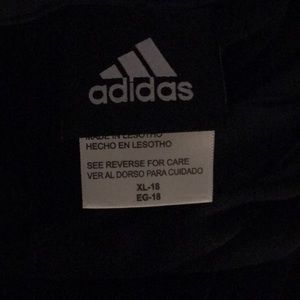 adidas
MADE IN LESOTHO
HECHO EN LESOTHO
SEE REVERSE FOR CARE
VER AL DORSO PARA CUIDADO
XL-18
EG-18